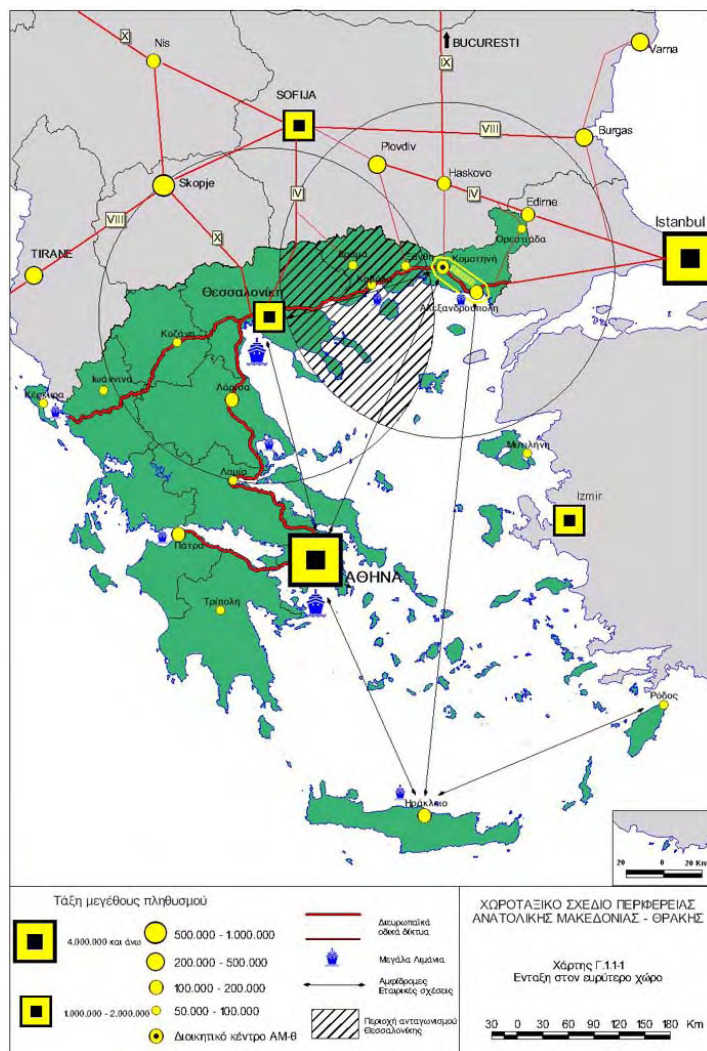 X
Nis
BUCURESTI
Varna
IX
SOFIJA
VIII
Burgas
Plovdiv
Haskovo
Skopje
IV
IV
Edirne
Ορεστιάδα
Istanbul
VIII
X
TIRANE
Δράμα
Ξάνθη
Κομοτηνή
Καβάλα
Θεσσαλονίκη
Αλεξανδρούπολη
Κοζάνη
Ιωάννινα
Κέρκυρα
Λάρισα
Μυτιλήνη
Λαμία
Izmir
Πάτρα
ΑΘΗΝΑ
Τρίπολη
Ρόδος
Ηράκλειο
20 0 20 Km
Τάξη μεγέθους πληθυσμού
4.000.000 και άνω
1.000.000 - 2.000.000
500.000 - 1.000.000
200.000 - 500.000
100.000 - 200.000
50.000 - 100.000
Διοικητικό κέντρο ΑΜ-Θ
Διευρωπαϊκά
οδικά δίκτυα
Μεγάλα Λιμάνια
Αμφίδρομες
Εταιρικές σχέσεις
Περιοχή ανταγωνισμού
Θεσσαλονίκης
ΧΩΡΟΤΑΞΙΚΟ ΣΧΕΔΙΟ ΠΕΡΙΦΕΡΕΙΑΣ
ΑΝΑΤΟΛΙΚΗΣ ΜΑΚΕΔΟΝΙΑΣ - ΘΡΑΚΗΣ
Χάρτης Γ.1.1-1
Ενταξη στον ευρύτερο χώρο
30 0 30 60 90 120 150 180 Km